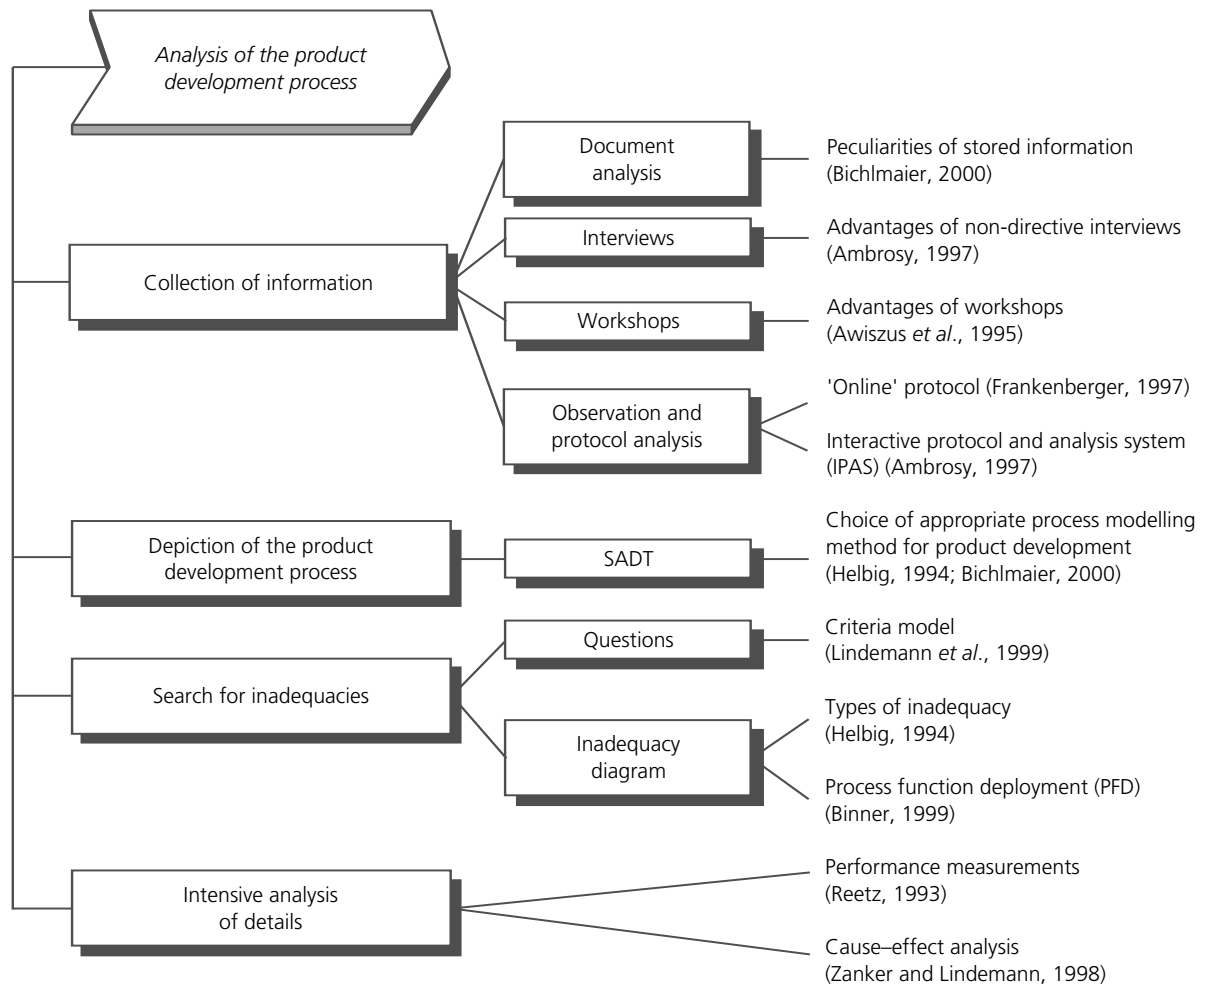 Analysis of the product
development process
Collection of information
Document
analysis
Peculiarities of stored information
(Bichlmaier, 2000)
Interviews
Advantages of non-directive interviews
(Ambrosy, 1997)
Workshops
Advantages of workshops
(Awiszus et al., 1995)
Observation and
protocol analysis
'Online' protocol (Frankenberger, 1997)
Interactive protocol and analysis system
(IPAS) (Ambrosy, 1997)
Depiction of the product
development process
SADT
Choice of appropriate process modelling
method for product development
(Helbig, 1994; Bichlmaier, 2000)
Search for inadequacies
Questions
Criteria model
(Lindemann et al., 1999)
Inadequacy
diagram
Types of inadequacy
(Helbig, 1994)
Process function deployment (PFD)
(Binner, 1999)
Intensive analysis
of details
Performance measurements
(Reetz, 1993)
Cause–effect analysis
(Zanker and Lindemann, 1998)